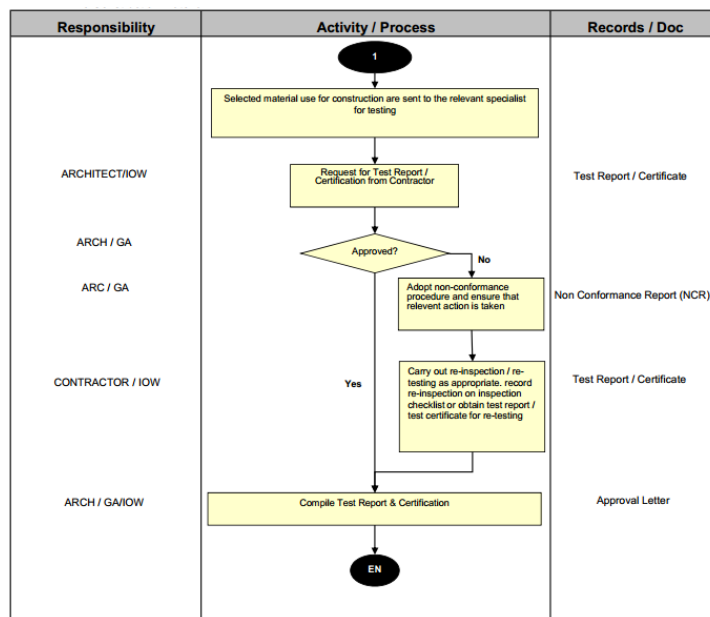 Responsibility
Activity / Process
Records / Doc
1
Selected material use for construction are sent to the relevant specialist
for testing
ARCHITECT/IOW
Request for Test Report /
Certification from Contractor
Test Report / Certificate
ARCH / GA
Approved?
No
ARC / GA
Adopt non-conformance
procedure and ensure that
relevent action is taken
Non Conformance Report (NCR)
CONTRACTOR / IOW
Yes
Carry out re-inspection / re-
testing as appropriate. record
re-inspection on inspection
checklist or obtain test report /
test certificate for re-testing
Test Report / Certificate
ARCH / GA/IOW
Compile Test Report & Certification
Approval Letter
EN